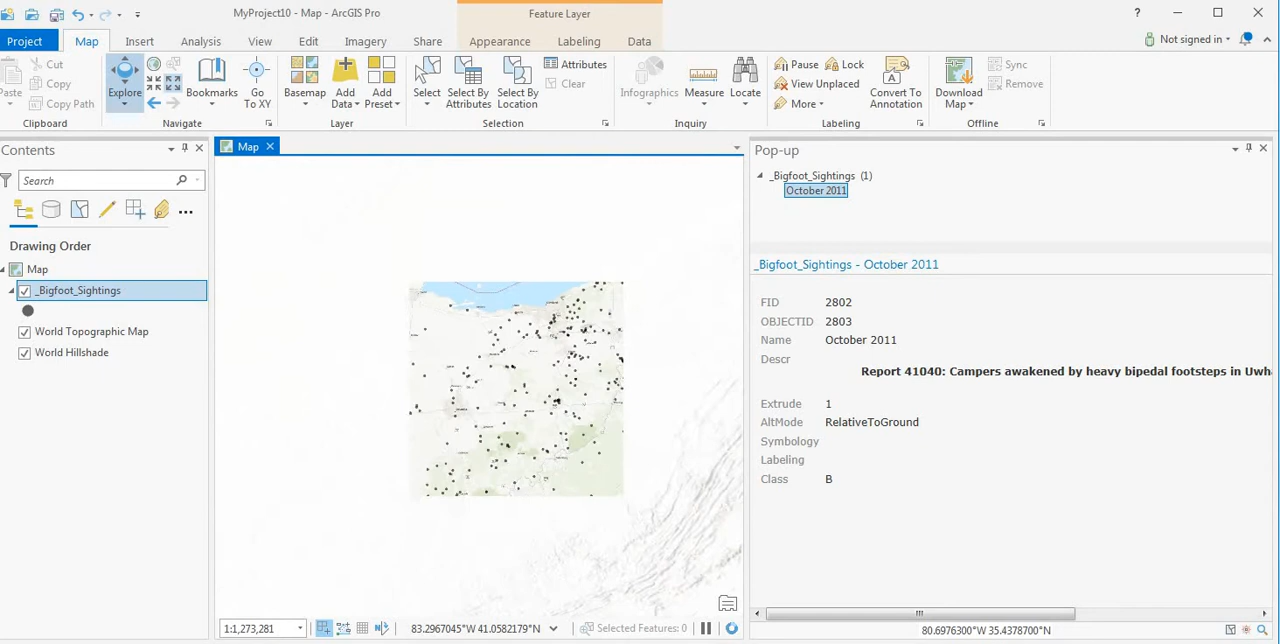 MyProject10 - Map - ArcGIS Pro
Feature Layer
?
Project
Map
Insert
Analysis
View
Edit
Imagery
Share
Appearance
Labeling
Data
Not signed in
Paste
Cut
Copy
Copy Path
Clipboard
Explore
Bookmarks
Go To XY
Navigate
Basemap
Add Data
Add Preset
Layer
Select
Select By Attributes
Select By Location
Attributes
Clear
Selection
Infographics
Measure
Locate
Inquiry
Pause
Lock
View Unplaced
More
Convert To Annotation
Labeling
Download Map
Sync
Remove
Offline
Contents
Search
Drawing Order
Map
_Bigfoot_Sightings
World Topographic Map
World Hillshade
Map
1:1,273,281
83.2967045°W 41.0582179°N
Selected Features: 0
Pop-up
_Bigfoot_Sightings (1)
October 2011
_Bigfoot_Sightings - October 2011
FID 2802
OBJECTID 2803
Name October 2011
Descr
Report 41040: Campers awakened by heavy bipedal footsteps in Uwha
Extrude 1
AltMode RelativeToGround
Symbology
Labeling
Class B
80.6976300°W 35.4378700°N